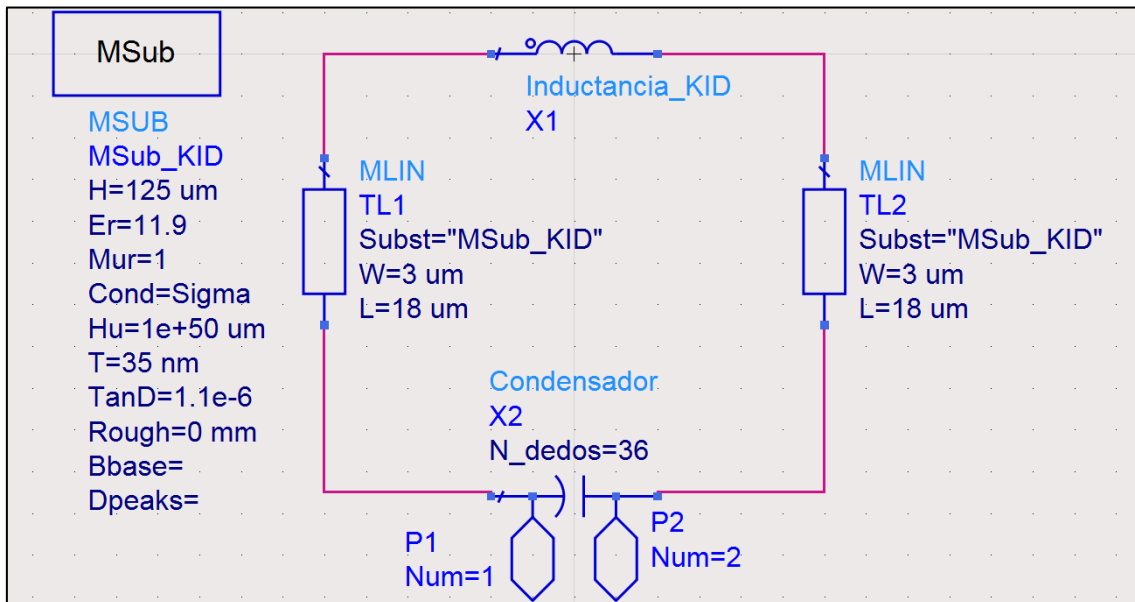 MSub
MSUB
MSub_KID
H=125 um
Er=11.9
Mur=1
Cond=Sigma
Hu=1e+50 um
T=35 nm
TanD=1.1e-6
Rough=0 mm
Bbase=
Dpeaks=
Inductancia_KID
X1
MLIN
TL1
Subst="MSub_KID"
W=3 um
L=18 um
MLIN
TL2
Subst="MSub_KID"
W=3 um
L=18 um
Condensador
X2
N_dedos=36
P1
Num=1
P2
Num=2